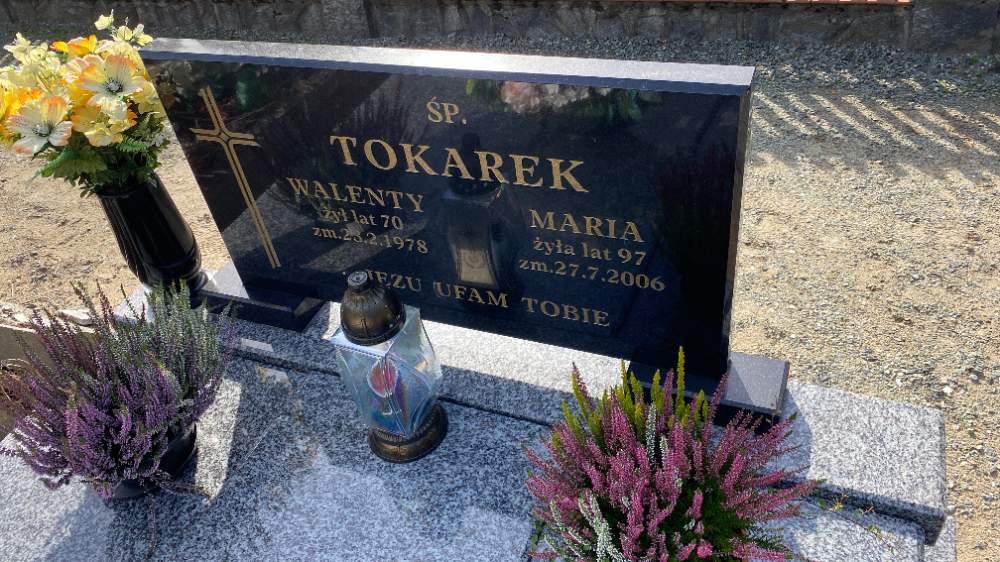 ŚP.
TOKAREK
WALENTY
żył lat 70
zm.23.2.1978
MARIA
żyła lat 97
zm.27.7.2006
JEZU UFAM TOBIE